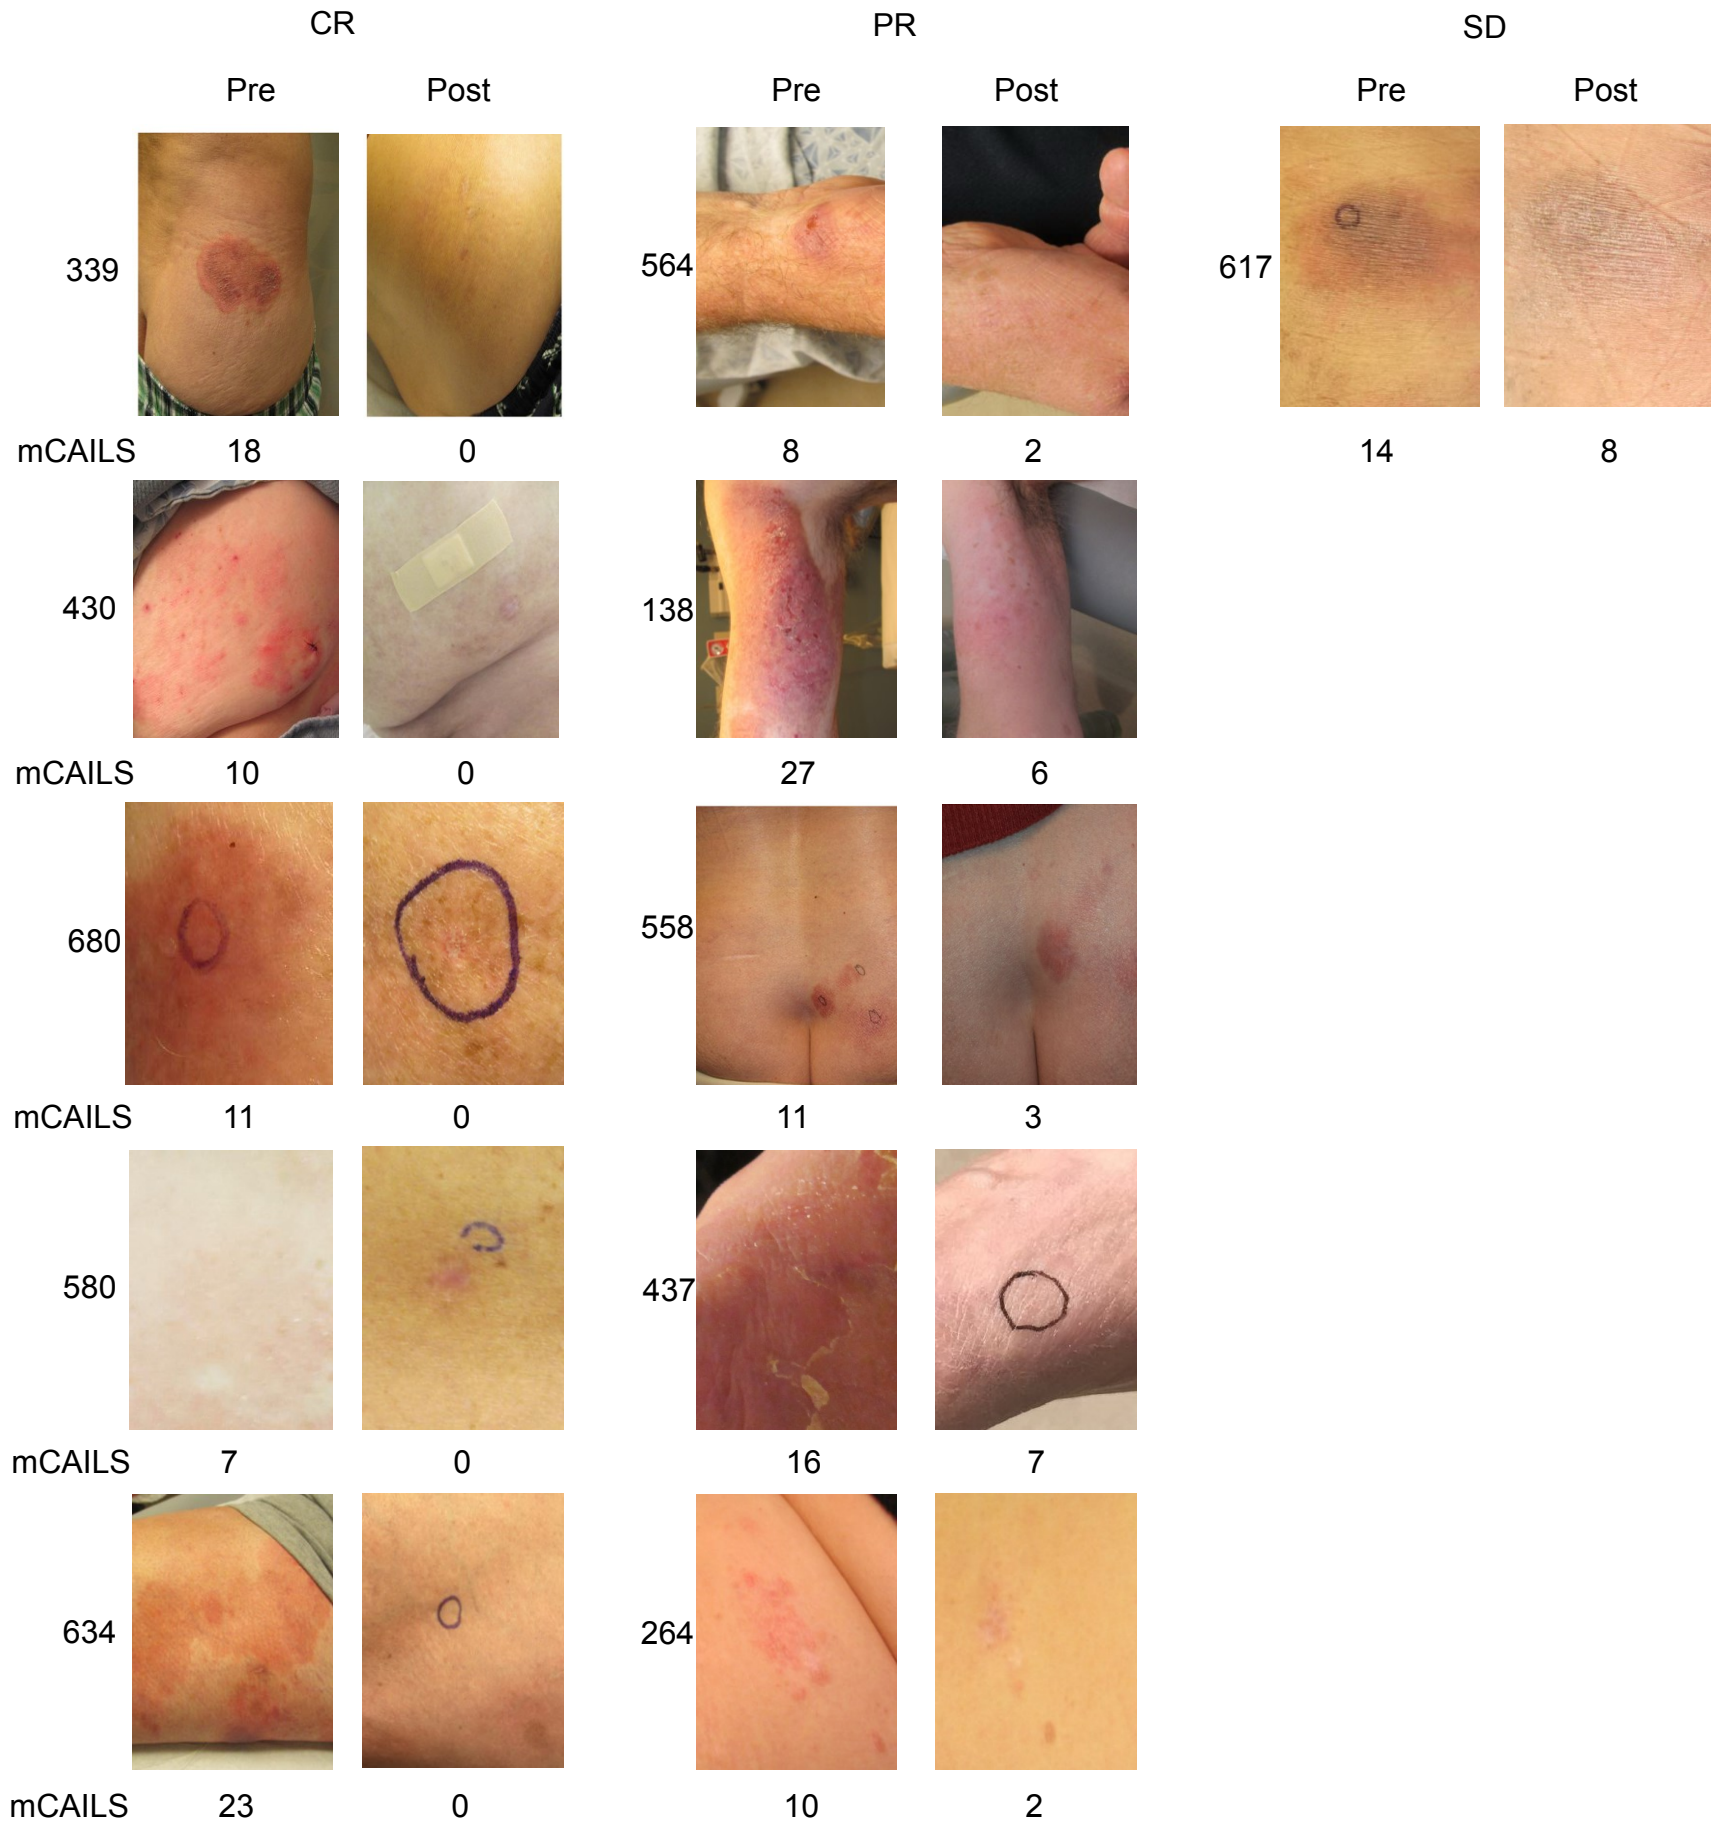 CR PR SD
Pre Post Pre Post Pre Post
339 564 617
mCAILS 18 0 8 2 14 8
430 138
mCAILS 10 0 27 6
680 558
mCAILS 11 0 11 3
580 437
mCAILS 7 0 16 7
634 264
mCAILS 23 0 10 2